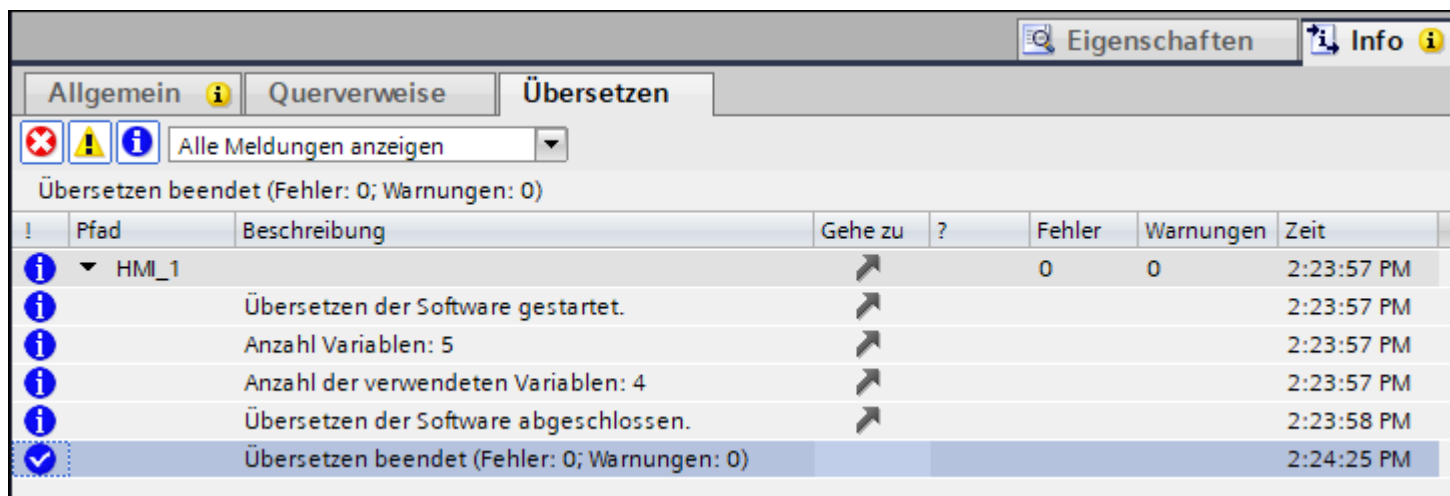 Eigenschaften Info
Allgemein Querverweise Übersetzen
Alle Meldungen anzeigen
Übersetzen beendet (Fehler: 0; Warnungen: 0)
! Pfad Beschreibung Gehe zu ? Fehler Warnungen Zeit
HMI_1 0 0 2:23:57 PM
Übersetzen der Software gestartet. 2:23:57 PM
Anzahl Variablen: 5 2:23:57 PM
Anzahl der verwendeten Variablen: 4 2:23:57 PM
Übersetzen der Software abgeschlossen. 2:23:58 PM
Übersetzen beendet (Fehler: 0; Warnungen: 0) 2:24:25 PM